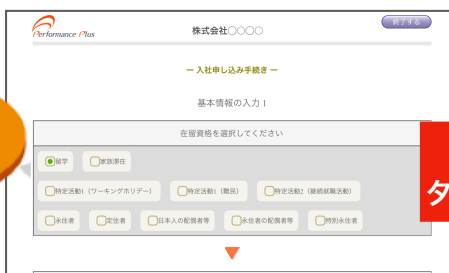 Performance Plus
株式会社〇〇〇〇
終了する
― 入社申し込み手続き ―
基本情報の入力 1
在留資格を選択してください
留学 家族滞在
特定活動1（ワーキングホリデー） 特定活動1（難民） 特定活動2（継続就職活動）
タ
永住者 定住者 日本人の配偶者等 永住者の配偶者等 特別永住者